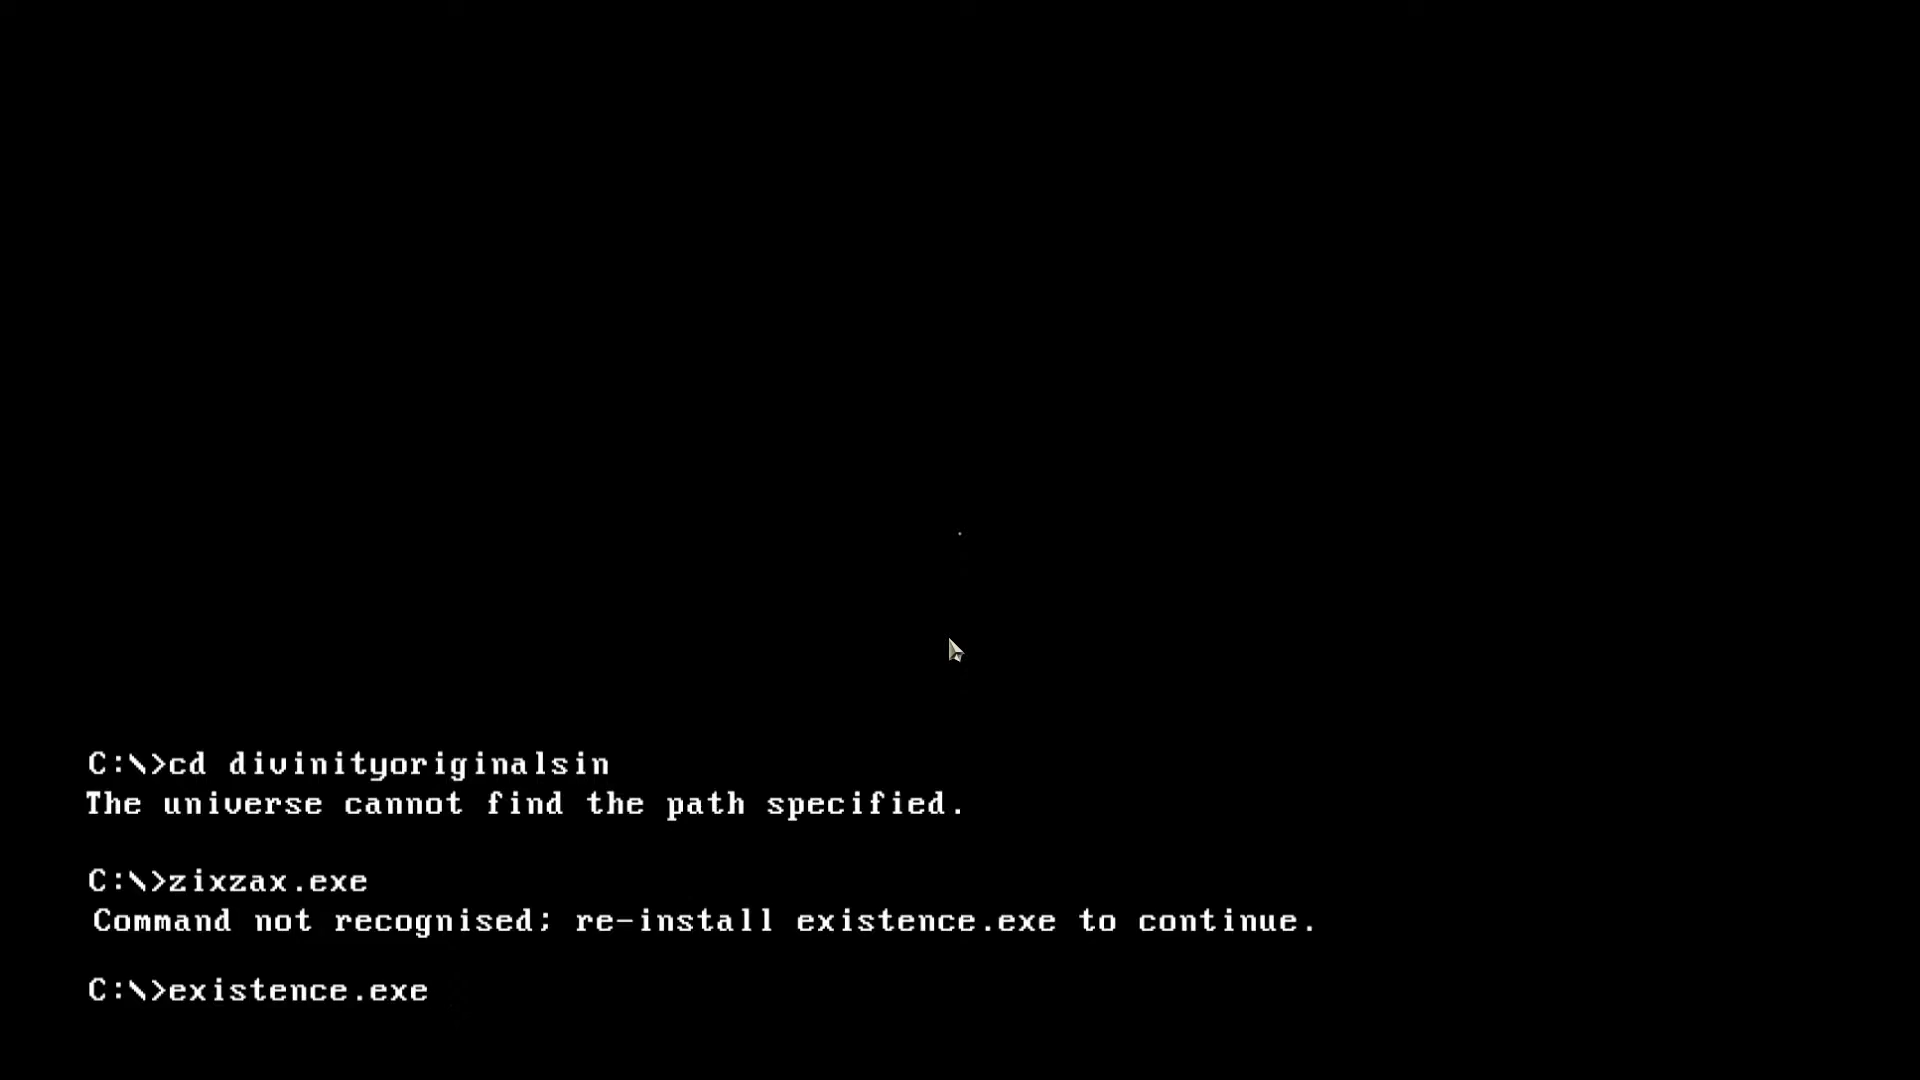 C:\>cd divinityoriginalsin
The universe cannot find the path specified.
C:\>zixzax.exe
Command not recognised; re-install existence.exe to continue.
C:\>existence.exe